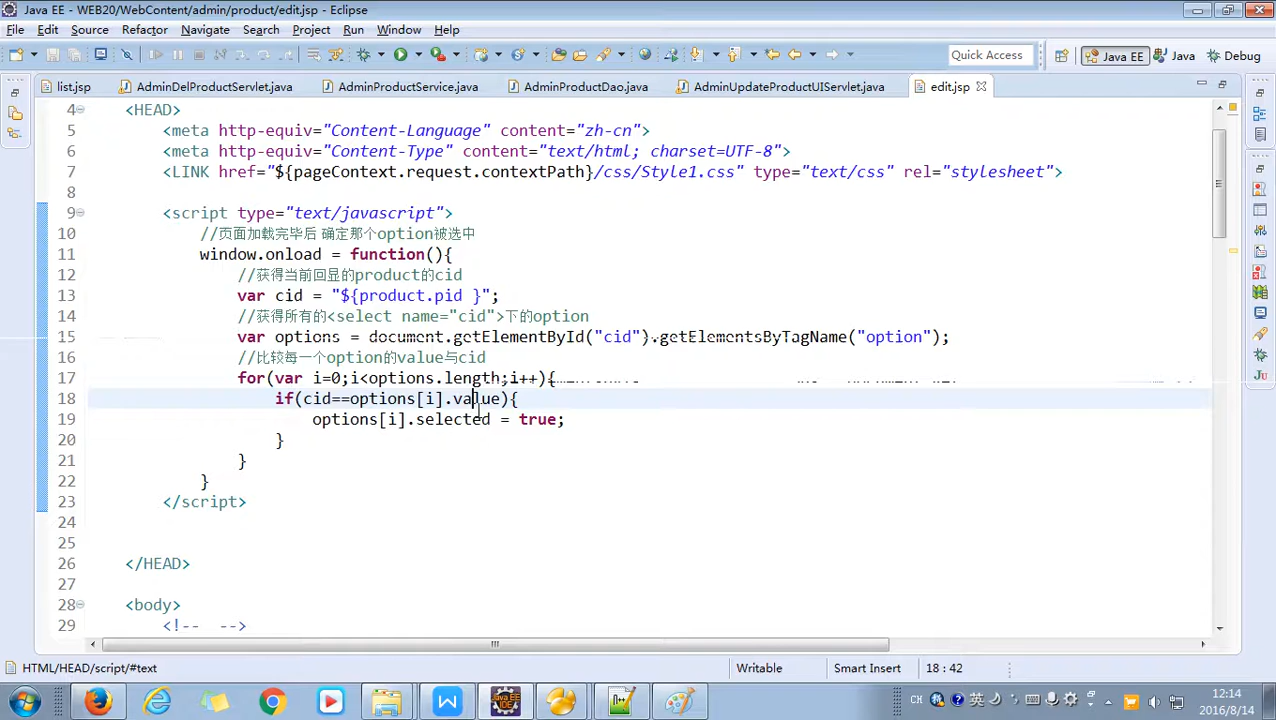 Java EE - WEB20/WebContent/admin/product/edit.jsp - Eclipse
File Edit Source Refactor Navigate Search Project Run Window Help
Quick Access Java EE Java Debug
list.jsp AdminDelProductServlet.java AdminProductService.java AdminProductDao.java AdminUpdateProductUIServlet.java edit.jsp
4 <HEAD>
5 <meta http-equiv="Content-Language" content="zh-cn">
6 <meta http-equiv="Content-Type" content="text/html; charset=UTF-8">
7 <LINK href="${pageContext.request.contextPath}/css/Style1.css" type="text/css" rel="stylesheet">
8
9 <script type="text/javascript">
10 //页面加载完毕后 确定那个option被选中
11 window.onload = function(){
12 //获得当前回显的product的cid
13 var cid = "${product.pid }";
14 //获得所有的<select name="cid">下的option
15 var options = document.getElementById("cid").getElementsByTagName("option");
16 //比较每一个option的value与cid
17 for(var i=0;i<options.length;i++){
18 if(cid==options[i].value){
19 options[i].selected = true;
20 }
21 }
22 }
23 </script>
24
25
26 </HEAD>
27
28 <body>
29 <!-- -->
HTML/HEAD/script/#text Writable Smart Insert 18 : 42
CH 英 12:14
2016/8/14